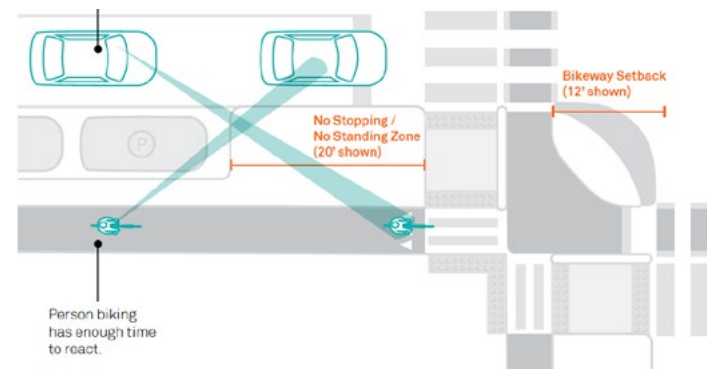 Bikeway Setback
(12' shown)
No Stopping /
No Standing Zone
(20' shown)
P
Person biking
has enough time
to react.